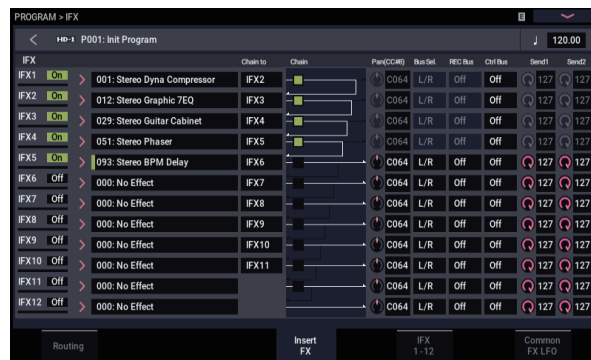 PROGRAM > IFX E
HD-1 P001: Init Program ♩ 120.00
IFX Chain to Chain Pan(CC#8) Bus Sel. REC Bus Ctrl Bus Send1 Send2
IFX1 On 001: Stereo Dyna Compressor IFX2 C064 L/R Off Off 127 127
IFX2 On 012: Stereo Graphic 7EQ IFX3 C064 L/R Off Off 127 127
IFX3 On 029: Stereo Guitar Cabinet IFX4 C064 L/R Off Off 127 127
IFX4 On 051: Stereo Phaser IFX5 C064 L/R Off Off 127 127
IFX5 On 093: Stereo BPM Delay IFX6 C064 L/R Off Off 127 127
IFX6 Off 000: No Effect IFX7 C064 L/R Off Off 127 127
IFX7 Off 000: No Effect IFX8 C064 L/R Off Off 127 127
IFX8 Off 000: No Effect IFX9 C064 L/R Off Off 127 127
IFX9 Off 000: No Effect IFX10 C064 L/R Off Off 127 127
IFX10 Off 000: No Effect IFX11 C064 L/R Off Off 127 127
IFX11 Off 000: No Effect C064 L/R Off Off 127 127
IFX12 Off 000: No Effect C064 L/R Off Off 127 127
Routing Insert FX IFX 1-12 Common FX LFO